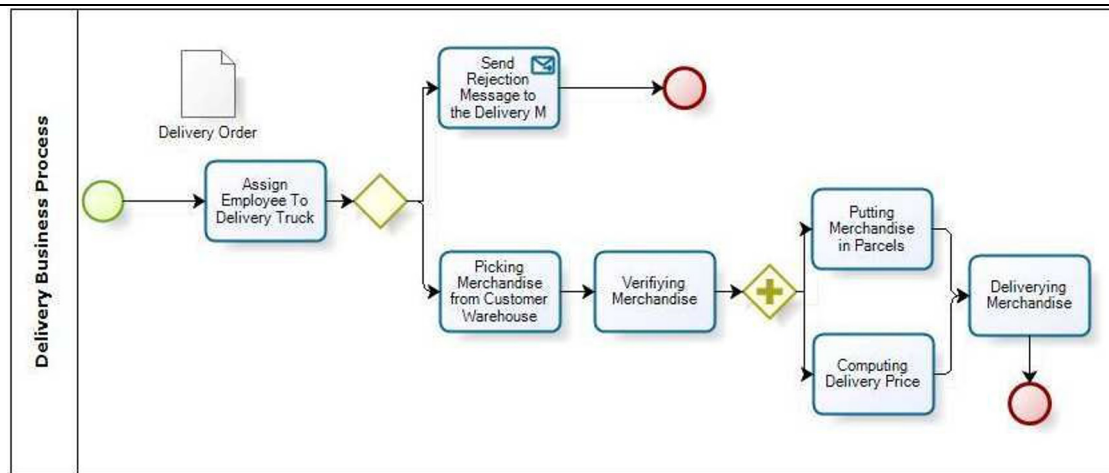 Delivery Business Process
Delivery Order
Assign
Employee To
Delivery Truck
Send
Rejection
Message to
the Delivery M
Picking
Merchandise
from Customer
Warehouse
Verifiying
Merchandise
Putting
Merchandise
in Parcels
Computing
Delivery Price
Deliverying
Merchandise